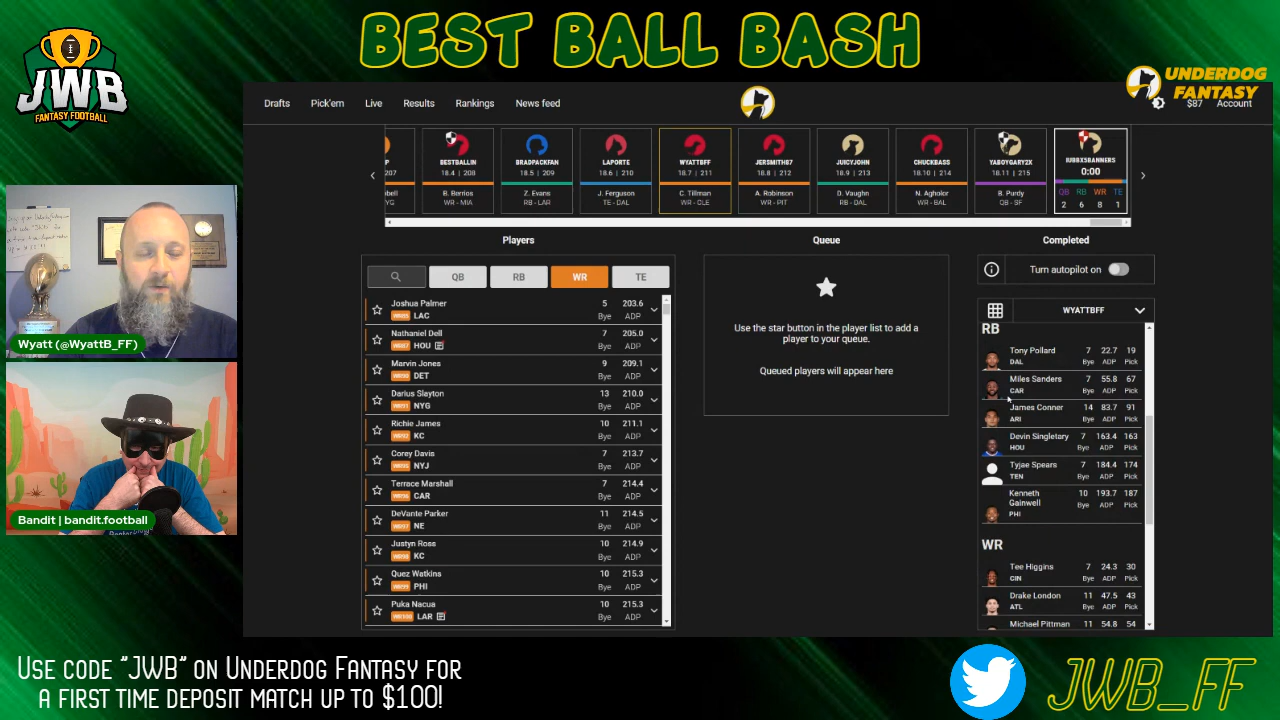 BEST BALL BASH
JWB
FANTASY FOOTBALL
UNDERDOG
FANTASY
Drafts Pick'em Live Results Rankings News feed
$87 Account
207
BESTBALLIN
18.4 | 208
B. Berrios
WR - MIA
BRADPACKFAN
18.5 | 209
Z. Evans
RB - LAR
LAPORTE
18.6 | 210
J. Ferguson
TE - DAL
WYATTBFF
18.7 | 211
C. Tillman
WR - CLE
JERSMITH87
18.8 | 212
A. Robinson
WR - PIT
JUICYJOHN
18.9 | 213
D. Vaughn
RB - DAL
CHUCKBASS
18.10 | 214
N. Agholor
WR - BAL
YABOYGARY2X
18.11 | 215
B. Purdy
QB - SF
IUBBX5BANNERS
0:00
QB RB WR TE
2 6 8 1
Players
Queue
Completed
QB RB WR TE
Joshua Palmer 5 203.6
LAC Bye ADP
Nathaniel Dell 7 205.0
HOU Bye ADP
Marvin Jones 9 209.1
DET Bye ADP
Darius Slayton 13 210.0
NYG Bye ADP
Richie James 10 211.1
KC Bye ADP
Corey Davis 7 213.7
NYJ Bye ADP
Terrace Marshall 7 214.4
CAR Bye ADP
DeVante Parker 11 214.5
NE Bye ADP
Justyn Ross 10 214.9
KC Bye ADP
Quez Watkins 10 215.3
PHI Bye ADP
Puka Nacua 10 215.3
LAR Bye ADP
Use the star button in the player list to add a
player to your queue.
Queued players will appear here
Turn autopilot on
WYATTBFF
RB
Tony Pollard 7 22.7 19
DAL Bye ADP Pick
Miles Sanders 7 55.8 67
CAR Bye ADP Pick
James Conner 14 83.7 91
ARI Bye ADP Pick
Devin Singletary 7 163.4 163
HOU Bye ADP Pick
Tyjae Spears 7 184.4 174
TEN Bye ADP Pick
Kenneth
Gainwell 10 193.7 187
PHI Bye ADP Pick
WR
Tee Higgins 7 24.3 30
CIN Bye ADP Pick
Drake London 11 47.5 43
ATL Bye ADP Pick
Michael Pittman 11 54.8 54
Wyatt (@WyattB_FF)
Bandit | bandit.football
USE CODE "JWB" ON UNDERDOG FANTASY FOR
A FIRST TIME DEPOSIT MATCH UP TO $100!
JWB_FF